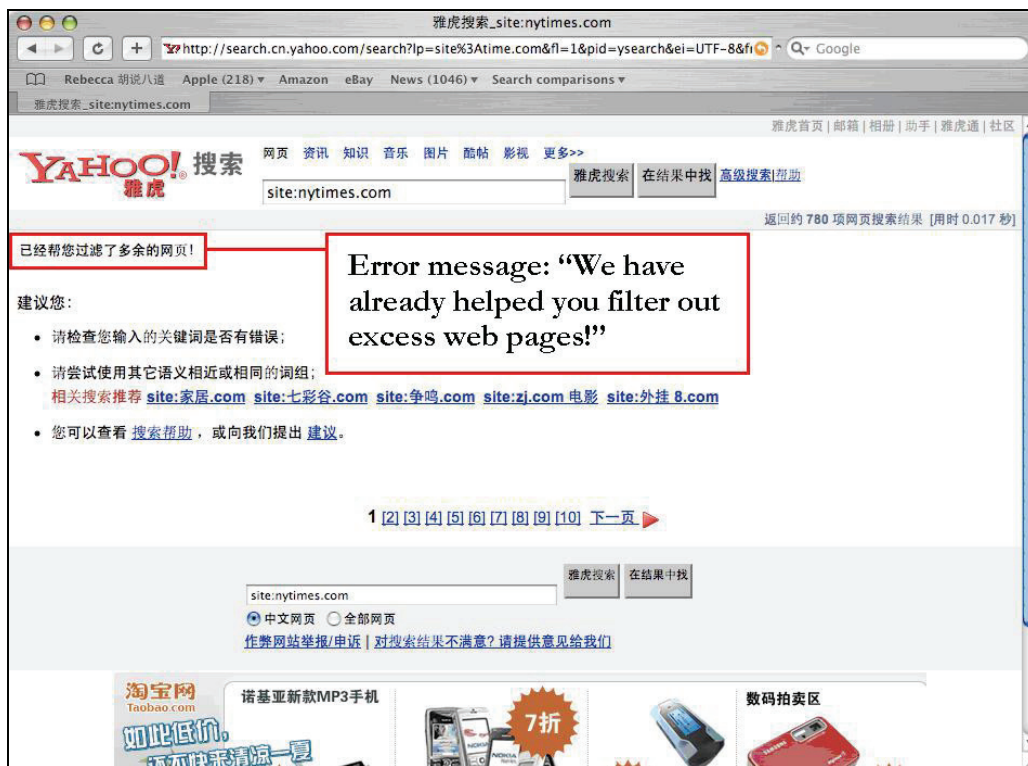 雅虎搜索_site:nytimes.com
http://search.cn.yahoo.com/search?lp=site%3Atime.com&fl=1&pid=ysearch&ei=UTF-8&f
Google
Rebecca 胡说八道 Apple (218) Amazon eBay News (1046) Search comparisons
雅虎搜索_site:nytimes.com
雅虎首页 | 邮箱 | 相册 | 助手 | 雅虎通 | 社区
YAHOO! 雅虎 搜索
网页 资讯 知识 音乐 图片 酷帖 影视 更多>>
site:nytimes.com 雅虎搜索 在结果中找 高级搜索|帮助
返回约 780 项网页搜索结果 [用时 0.017 秒]
已经帮您过滤了多余的网页!
Error message: “We have
already helped you filter out
excess web pages!”
建议您:
• 请检查您输入的关键词是否有错误;
• 请尝试使用其它语义相近或相同的词组;
相关搜索推荐 site:家居.com site:七彩谷.com site:争鸣.com site:zj.com 电影 site:外挂 8.com
• 您可以查看 搜索帮助 , 或向我们提出 建议。
1 [2] [3] [4] [5] [6] [7] [8] [9] [10] 下一页
site:nytimes.com 雅虎搜索 在结果中找
中文网页 全部网页
作弊网站举报/申诉 | 对搜索结果不满意? 请提供意见给我们
淘宝网
Taobao.com
如此低价,
诺基亚新款MP3手机
7折
NOKIA
数码拍卖区